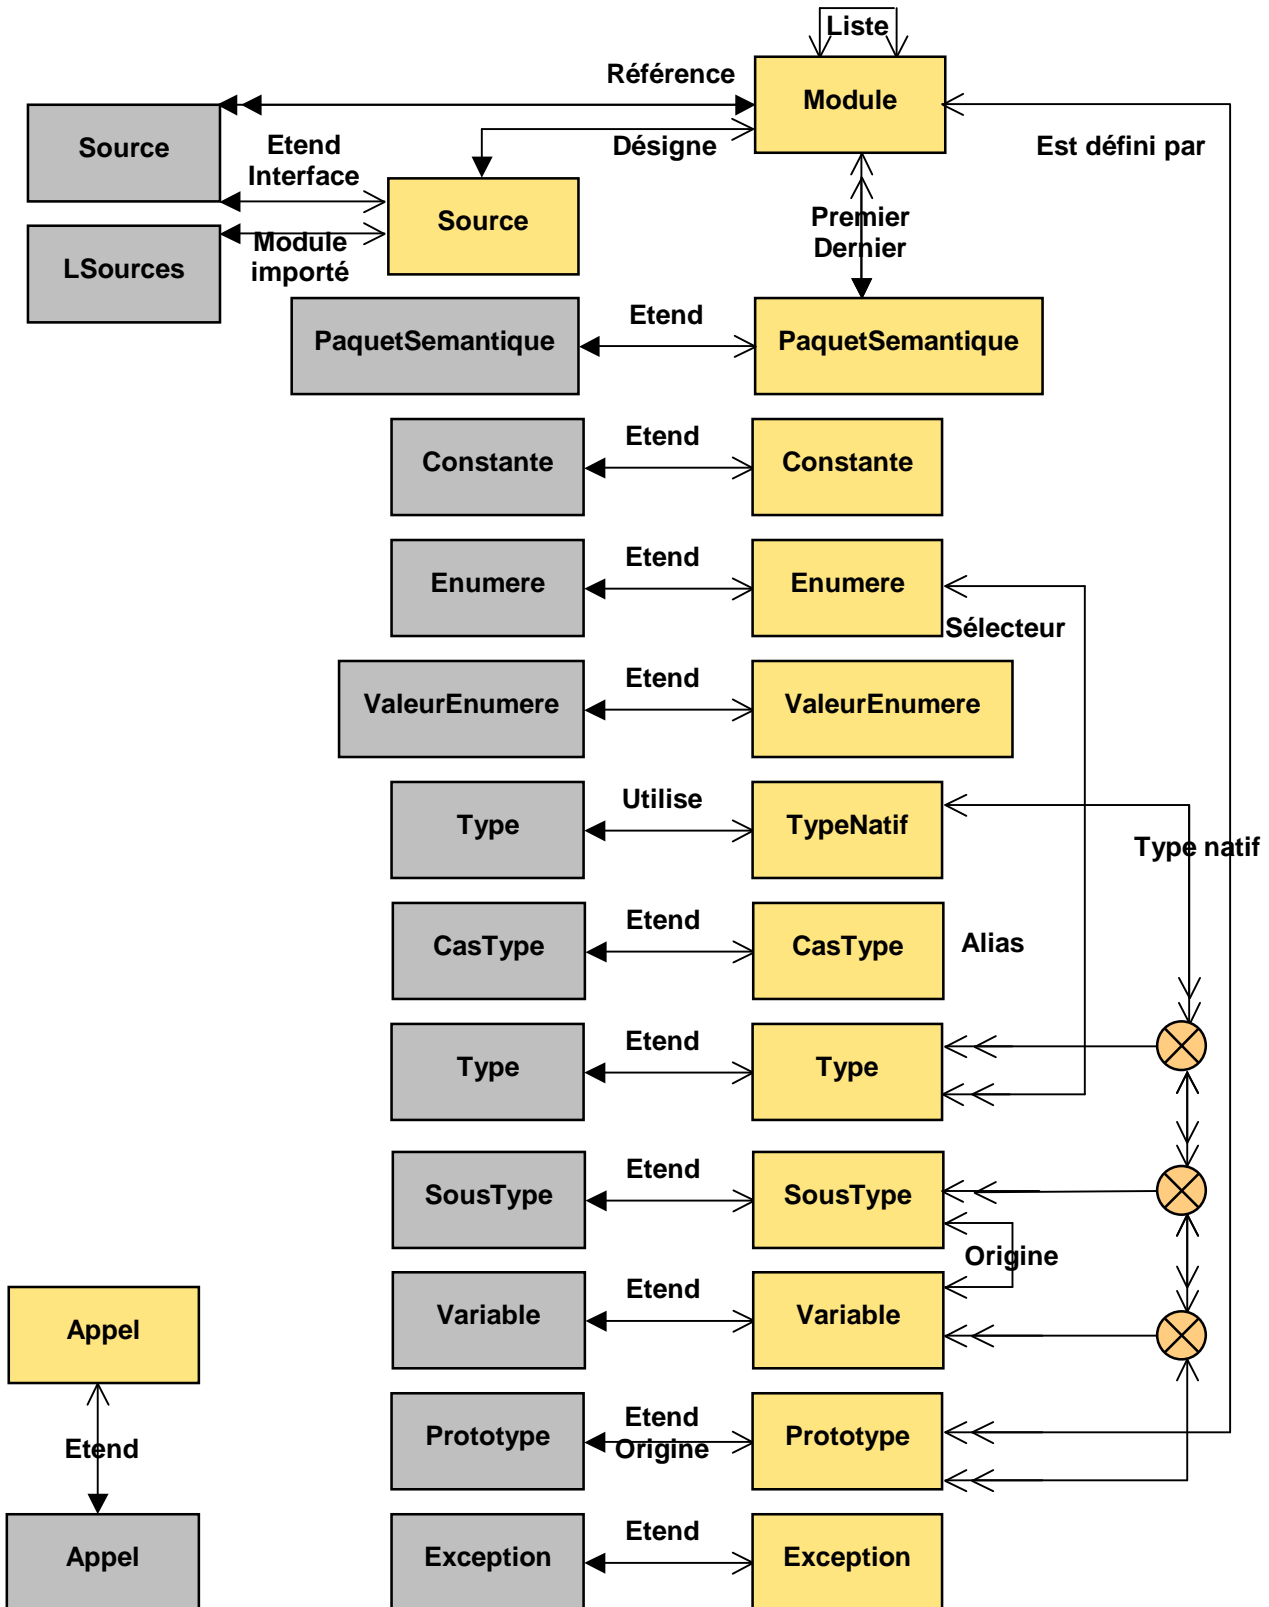 Liste
Référence
Module
Source
Etend
Interface
Désigne
Est défini par
Source
Premier
Dernier
LSources
Module
importé
PaquetSemantique
Etend
PaquetSemantique
Constante
Etend
Constante
Enumere
Etend
Enumere
Sélecteur
ValeurEnumere
Etend
ValeurEnumere
Type
Utilise
TypeNatif
Type natif
CasType
Etend
CasType
Alias
Type
Etend
Type
SousType
Etend
SousType
Origine
Variable
Etend
Variable
Appel
Etend
Appel
Prototype
Etend
Origine
Prototype
Exception
Etend
Exception